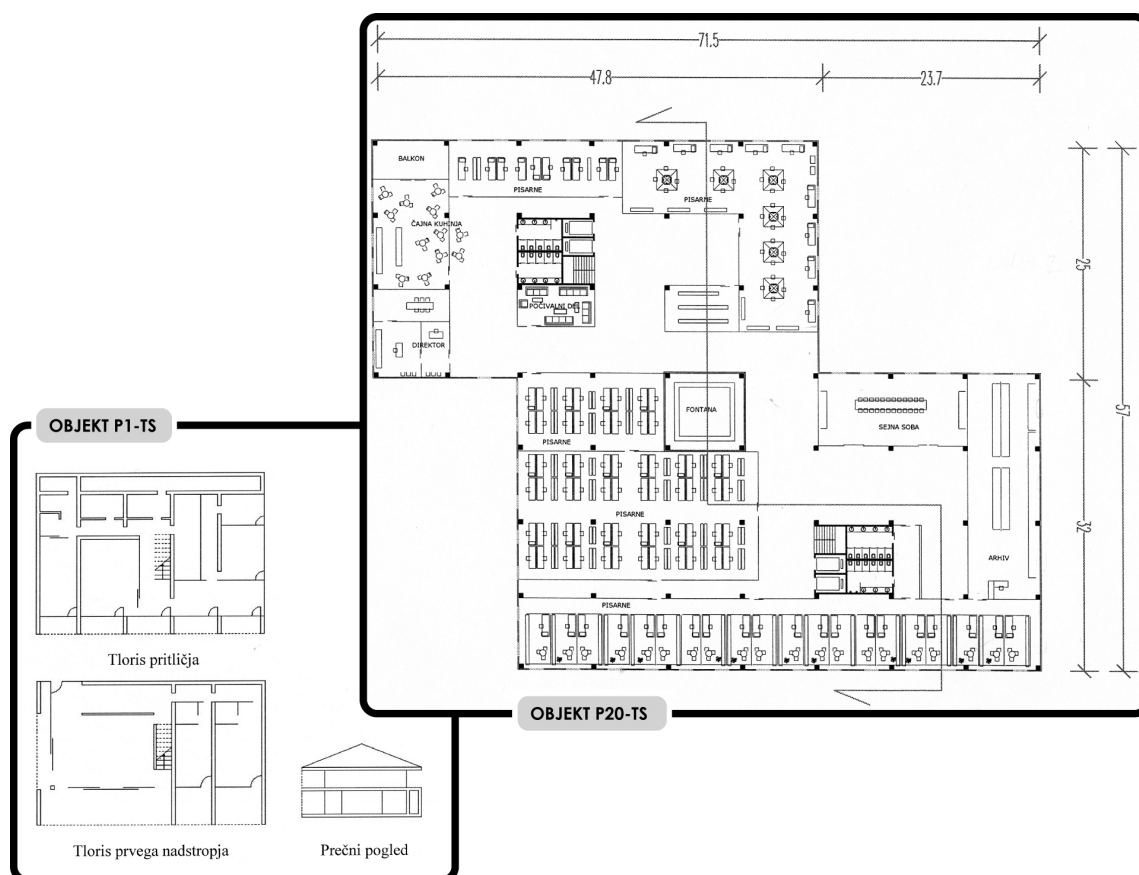 71.5
47.8
23.7
BALKON
PISARNE
PISARNE
ČAJNA KUHINJA
POČIVALNI DEL
DIREKTOR
25
57
OBJEKT P1-TS
FONTANA
SEJNA SOBA
PISARNE
PISARNE
32
ARHIV
PISARNE
Tloris pritličja
OBJEKT P20-TS
Tloris prvega nadstropja
Prečni pogled